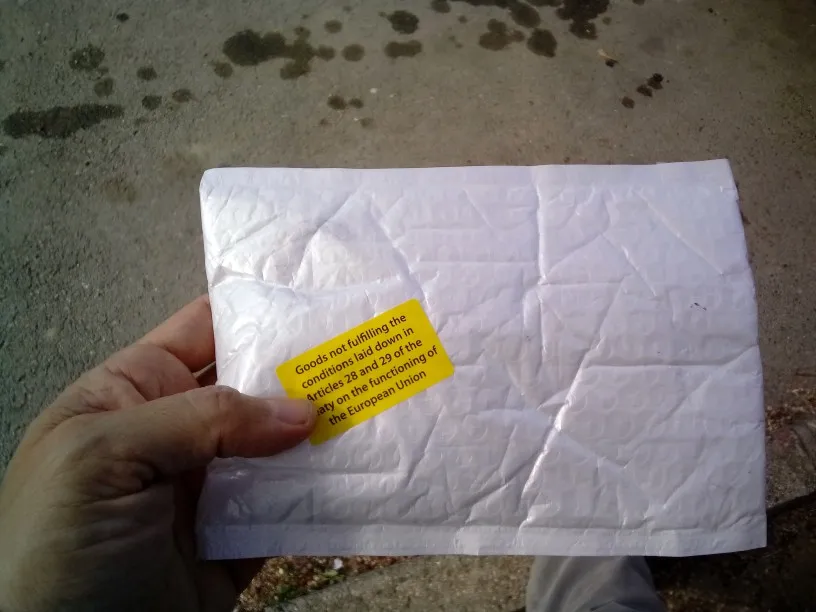 Goods not fulfilling the
conditions laid down in
Articles 28 and 29 of the
aty on the functioning of
the European Union